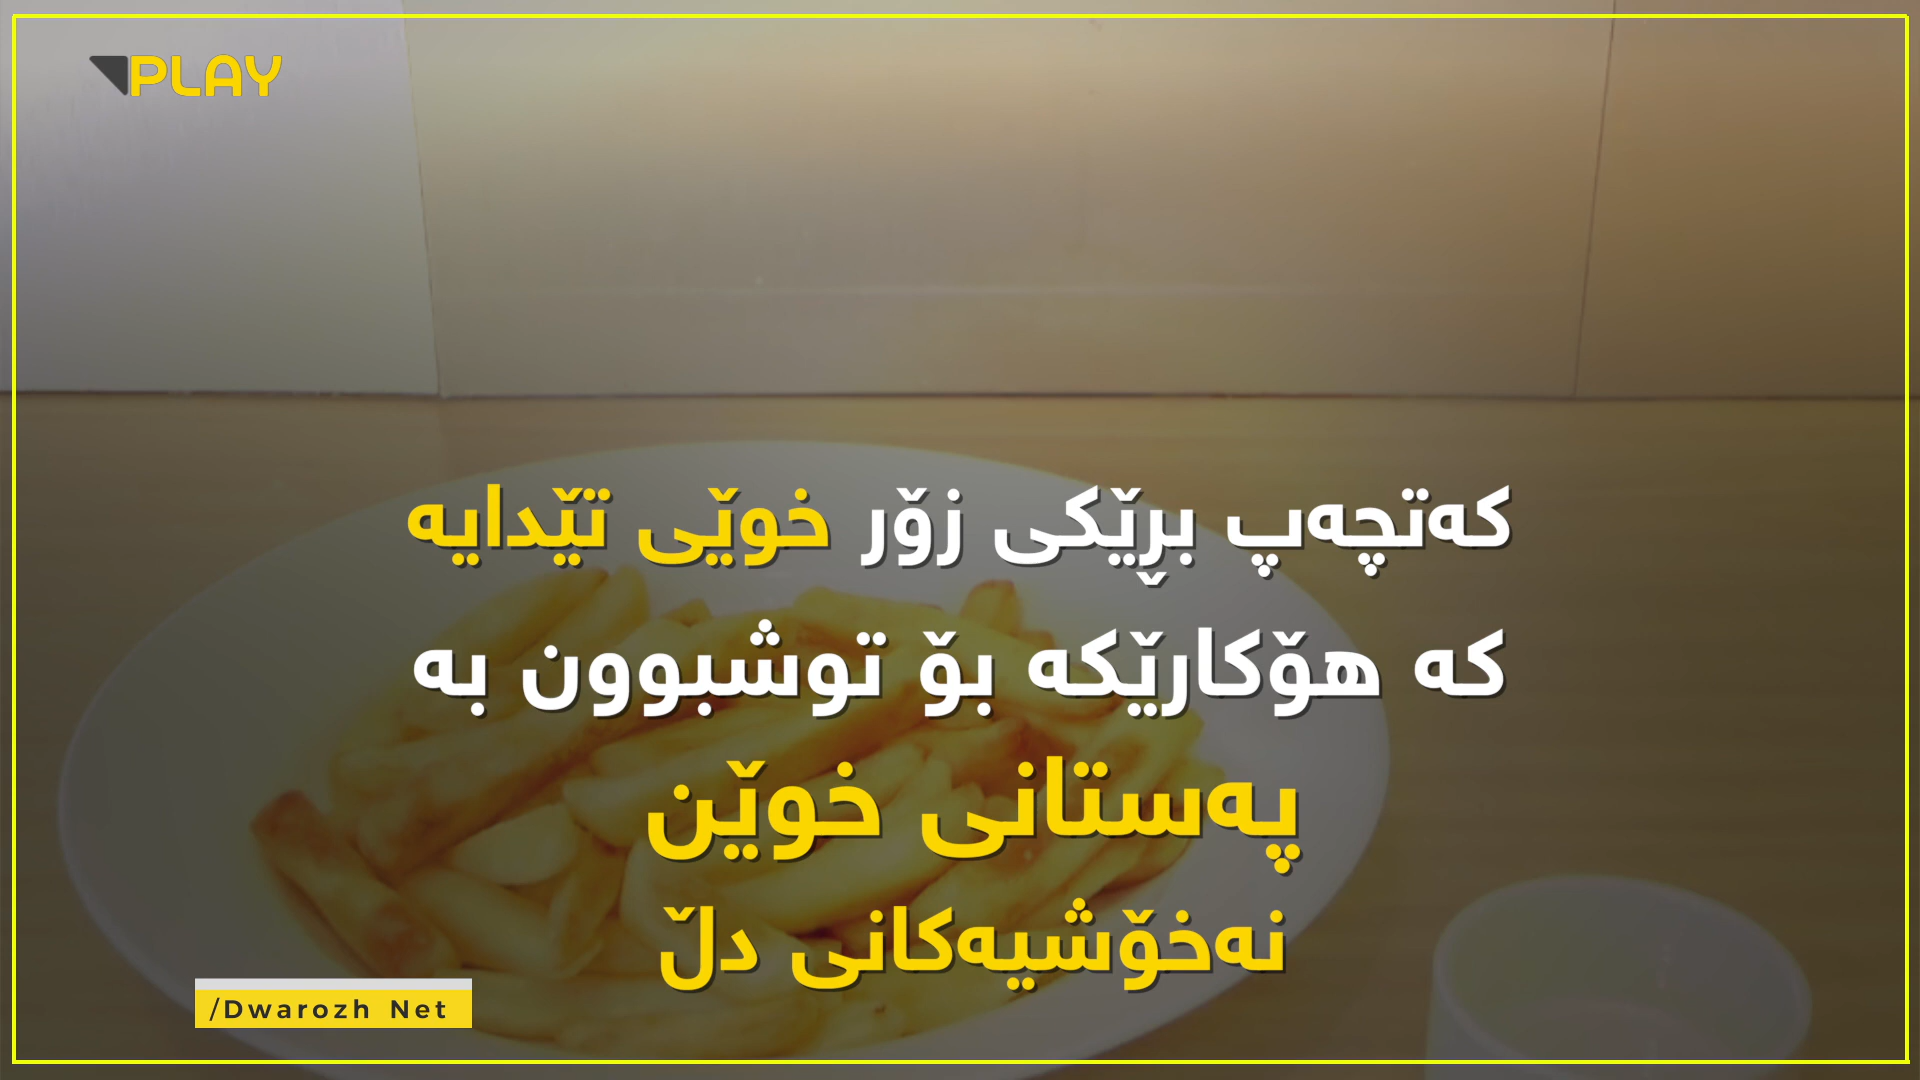 PLAY
کەتچەپ بڕێکی زۆر خوێی تێدایە
کە هۆکارێکە بۆ توشبوون بە
پەستانی خوێن
نەخۆشیەکانی دڵ
/Dwarozh Net